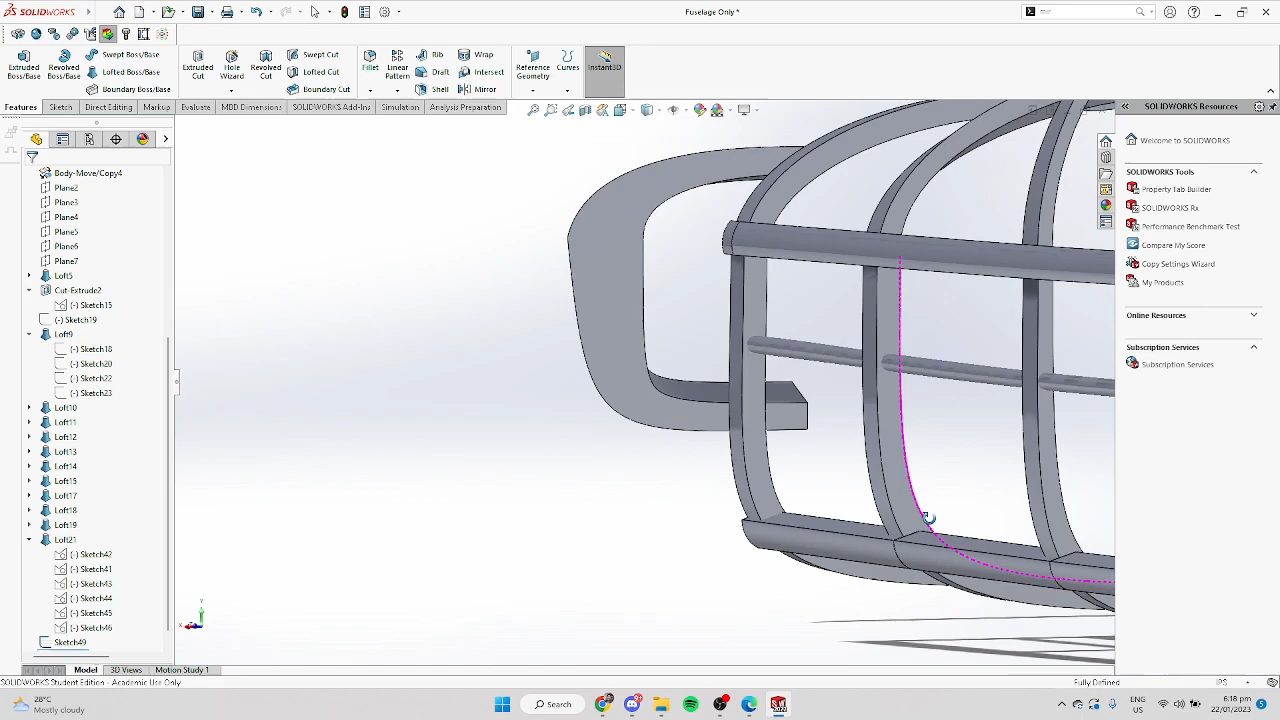 SOLIDWORKS
Fuselage Only *
Extruded Boss/Base
Revolved Boss/Base
Swept Boss/Base
Lofted Boss/Base
Boundary Boss/Base
Extruded Cut
Hole Wizard
Revolved Cut
Swept Cut
Lofted Cut
Boundary Cut
Fillet
Linear Pattern
Rib
Draft
Shell
Wrap
Intersect
Mirror
Reference Geometry
Curves
Instant3D
Features
Sketch
Direct Editing
Markup
Evaluate
MBD Dimensions
SOLIDWORKS Add-Ins
Simulation
Analysis Preparation
Body-Move/Copy4
Plane2
Plane3
Plane4
Plane5
Plane6
Plane7
Loft5
Cut-Extrude2
(-) Sketch15
(-) Sketch19
Loft9
(-) Sketch18
(-) Sketch20
(-) Sketch22
(-) Sketch23
Loft10
Loft11
Loft12
Loft13
Loft14
Loft15
Loft17
Loft18
Loft19
Loft21
(-) Sketch42
(-) Sketch41
(-) Sketch43
(-) Sketch44
(-) Sketch45
(-) Sketch46
Sketch49
Y
X
SOLIDWORKS Resources
Welcome to SOLIDWORKS
SOLIDWORKS Tools
Property Tab Builder
SOLIDWORKS Rx
Performance Benchmark Test
Compare My Score
Copy Settings Wizard
My Products
Online Resources
Subscription Services
Subscription Services
Model
3D Views
Motion Study 1
SOLIDWORKS Student Edition - Academic Use Only
Fully Defined
IPS
28°C
Mostly cloudy
Search
ENG
US
6:18 pm
22/01/2023